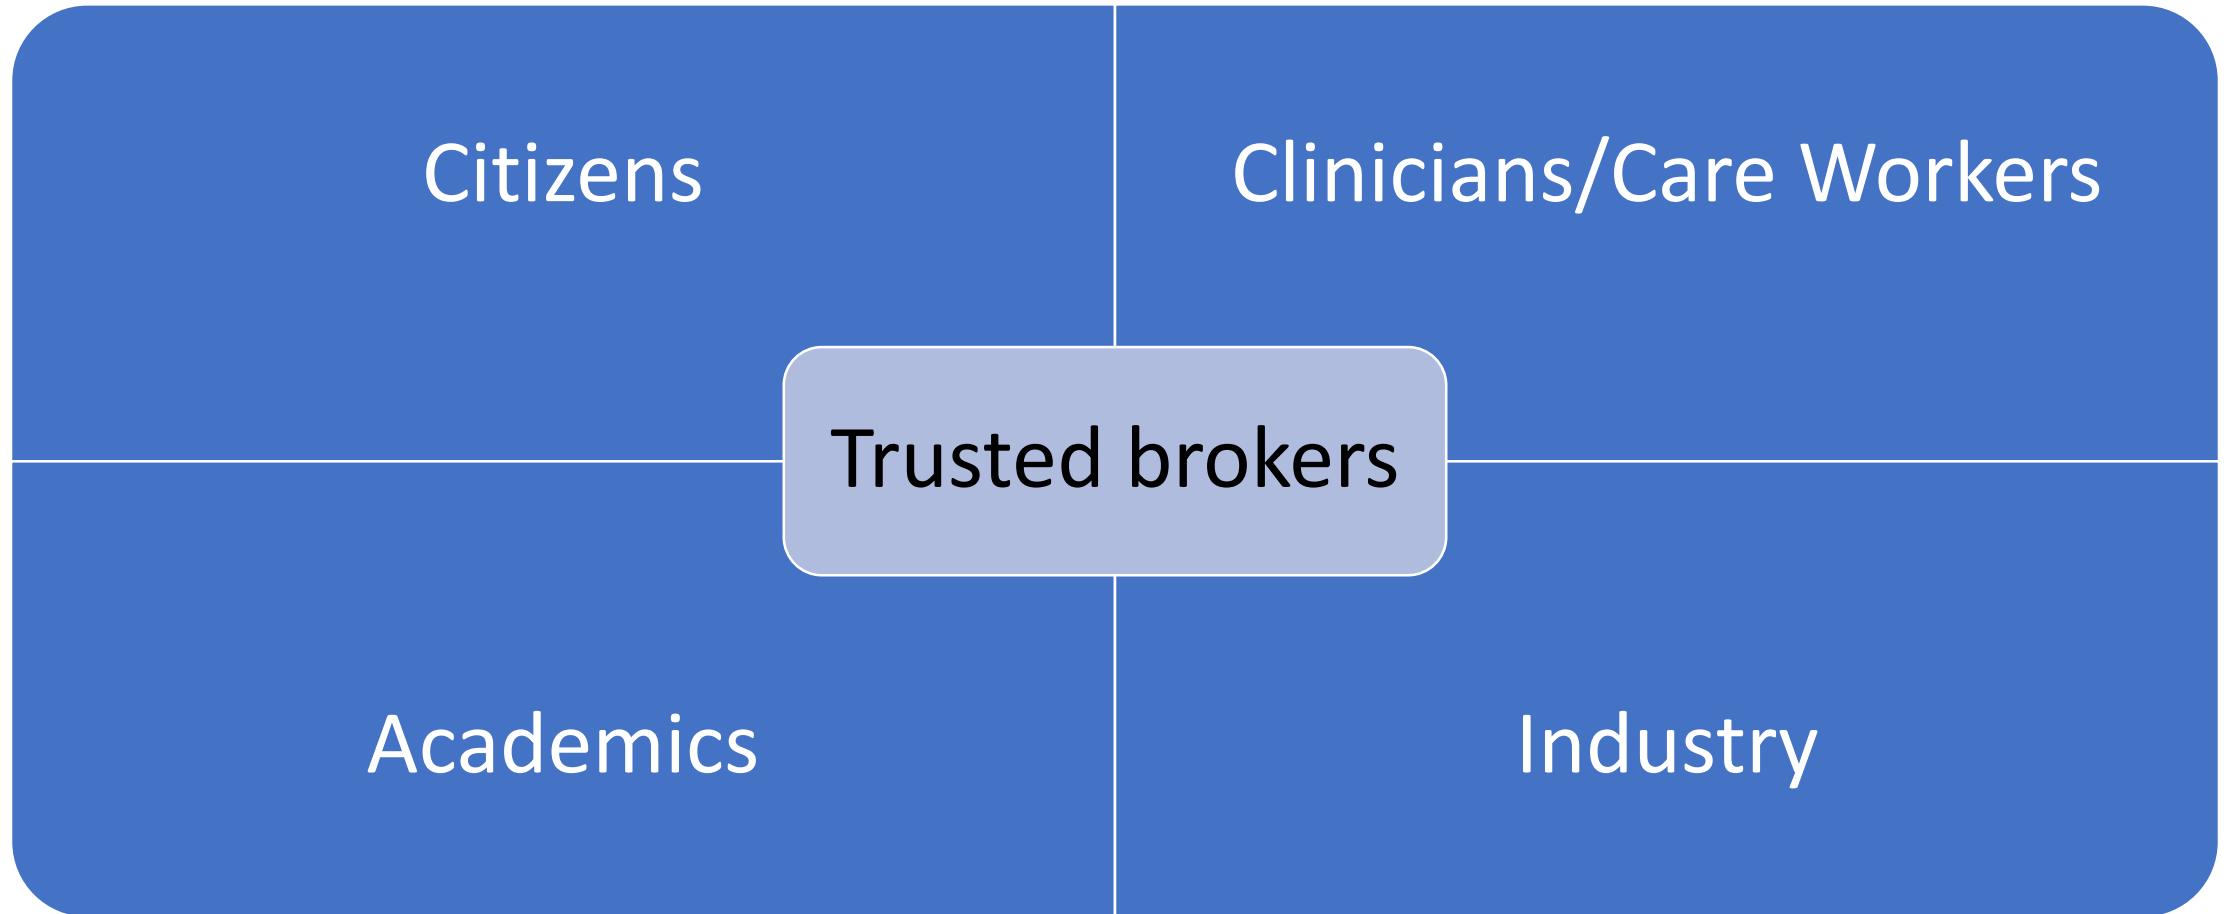 Citizens
Clinicians/Care Workers
Trusted brokers
Academics
Industry